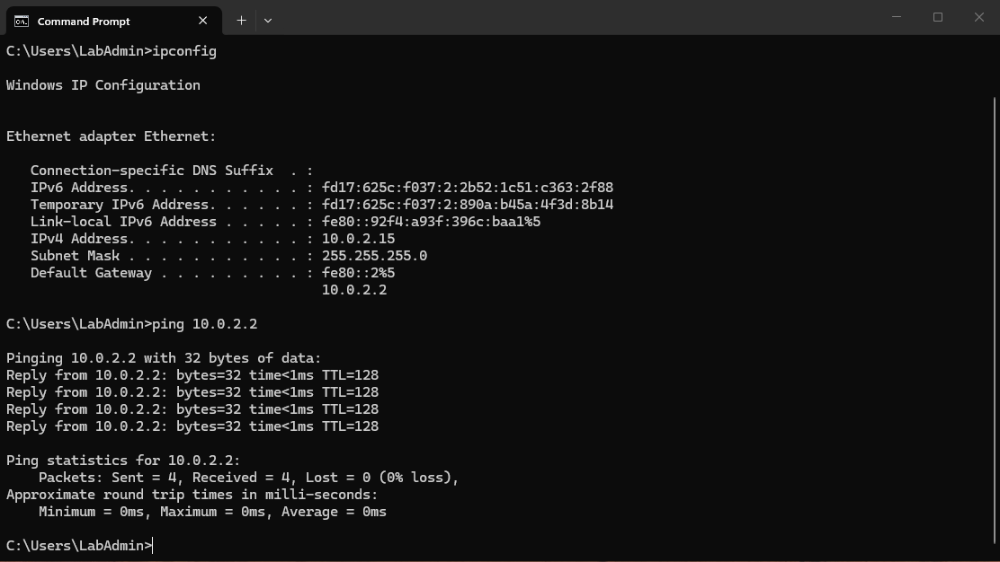 Command Prompt
C:\Users\LabAdmin>ipconfig
Windows IP Configuration
Ethernet adapter Ethernet:
   Connection-specific DNS Suffix  . :
   IPv6 Address. . . . . . . . . . . : fd17:625c:f037:2:2b52:1c51:c363:2f88
   Temporary IPv6 Address. . . . . . : fd17:625c:f037:2:890a:b45a:4f3d:8b14
   Link-local IPv6 Address . . . . . : fe80::92f4:a93f:396c:baa1%5
   IPv4 Address. . . . . . . . . . . : 10.0.2.15
   Subnet Mask . . . . . . . . . . . : 255.255.255.0
   Default Gateway . . . . . . . . . : fe80::2%5
                                       10.0.2.2
C:\Users\LabAdmin>ping 10.0.2.2
Pinging 10.0.2.2 with 32 bytes of data:
Reply from 10.0.2.2: bytes=32 time<1ms TTL=128
Reply from 10.0.2.2: bytes=32 time<1ms TTL=128
Reply from 10.0.2.2: bytes=32 time<1ms TTL=128
Reply from 10.0.2.2: bytes=32 time<1ms TTL=128
Ping statistics for 10.0.2.2:
    Packets: Sent = 4, Received = 4, Lost = 0 (0% loss),
Approximate round trip times in milli-seconds:
    Minimum = 0ms, Maximum = 0ms, Average = 0ms
C:\Users\LabAdmin>